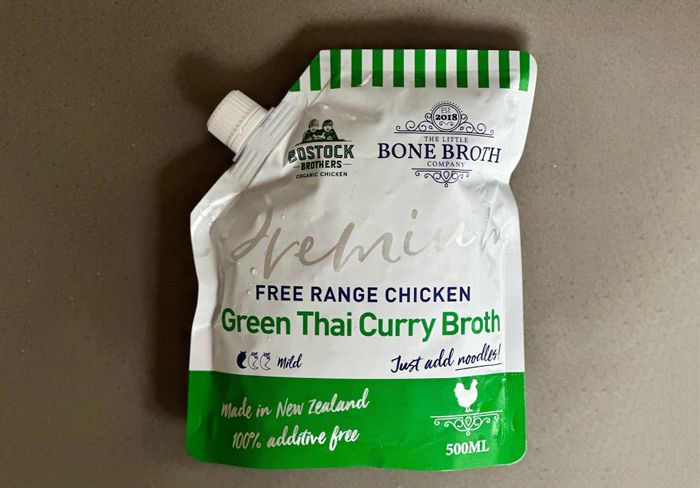 EST.
2018
THE LITTLE
BONE BROTH
COMPANY
BOSTOCK
BROTHERS
ORGANIC CHICKEN
Premium
FREE RANGE CHICKEN
Green Thai Curry Broth
Mild
Just add noodles!
Made in New Zealand
100% additive free
500ML